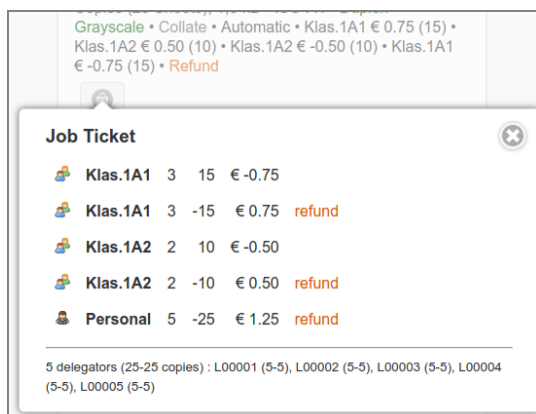 Grayscale • Collate • Automatic • Klas.1A1 € 0.75 (15) •
Klas.1A2 € 0.50 (10) • Klas.1A2 € -0.50 (10) • Klas.1A1
€ -0.75 (15) • Refund
Job Ticket
Klas.1A1 3 15 € -0.75
Klas.1A1 3 -15 € 0.75 refund
Klas.1A2 2 10 € -0.50
Klas.1A2 2 -10 € 0.50 refund
Personal 5 -25 € 1.25 refund
5 delegators (25-25 copies) : L00001 (5-5), L00002 (5-5), L00003 (5-5), L00004
(5-5), L00005 (5-5)